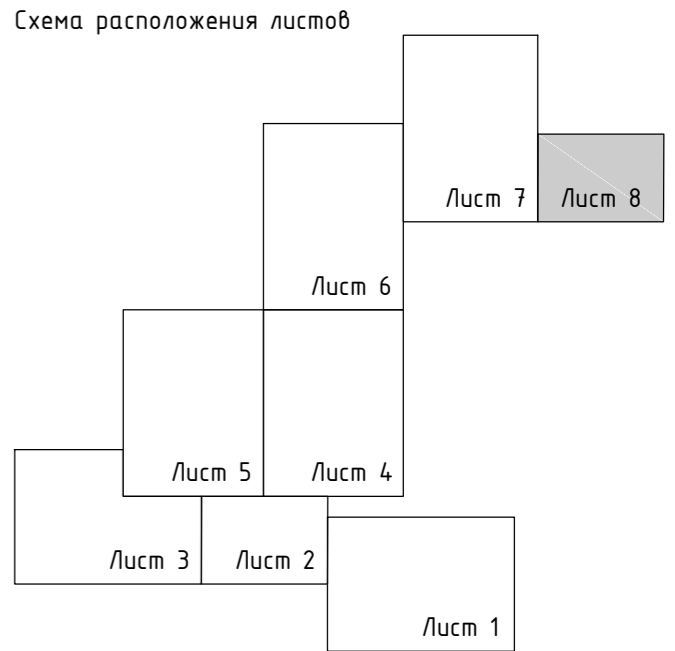 Схема расположения листов
Лист 7
Лист 8
Лист 6
Лист 5
Лист 4
Лист 3
Лист 2
Лист 1